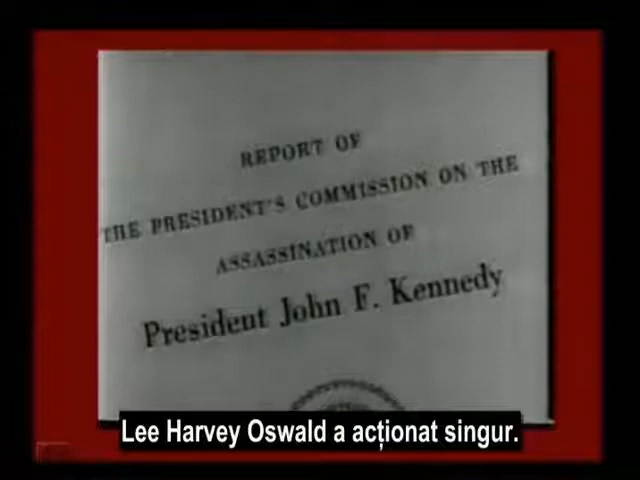 REPORT OF
THE PRESIDENT'S COMMISSION ON THE
ASSASSINATION OF
President John F. Kennedy
Lee Harvey Oswald a acționat singur.